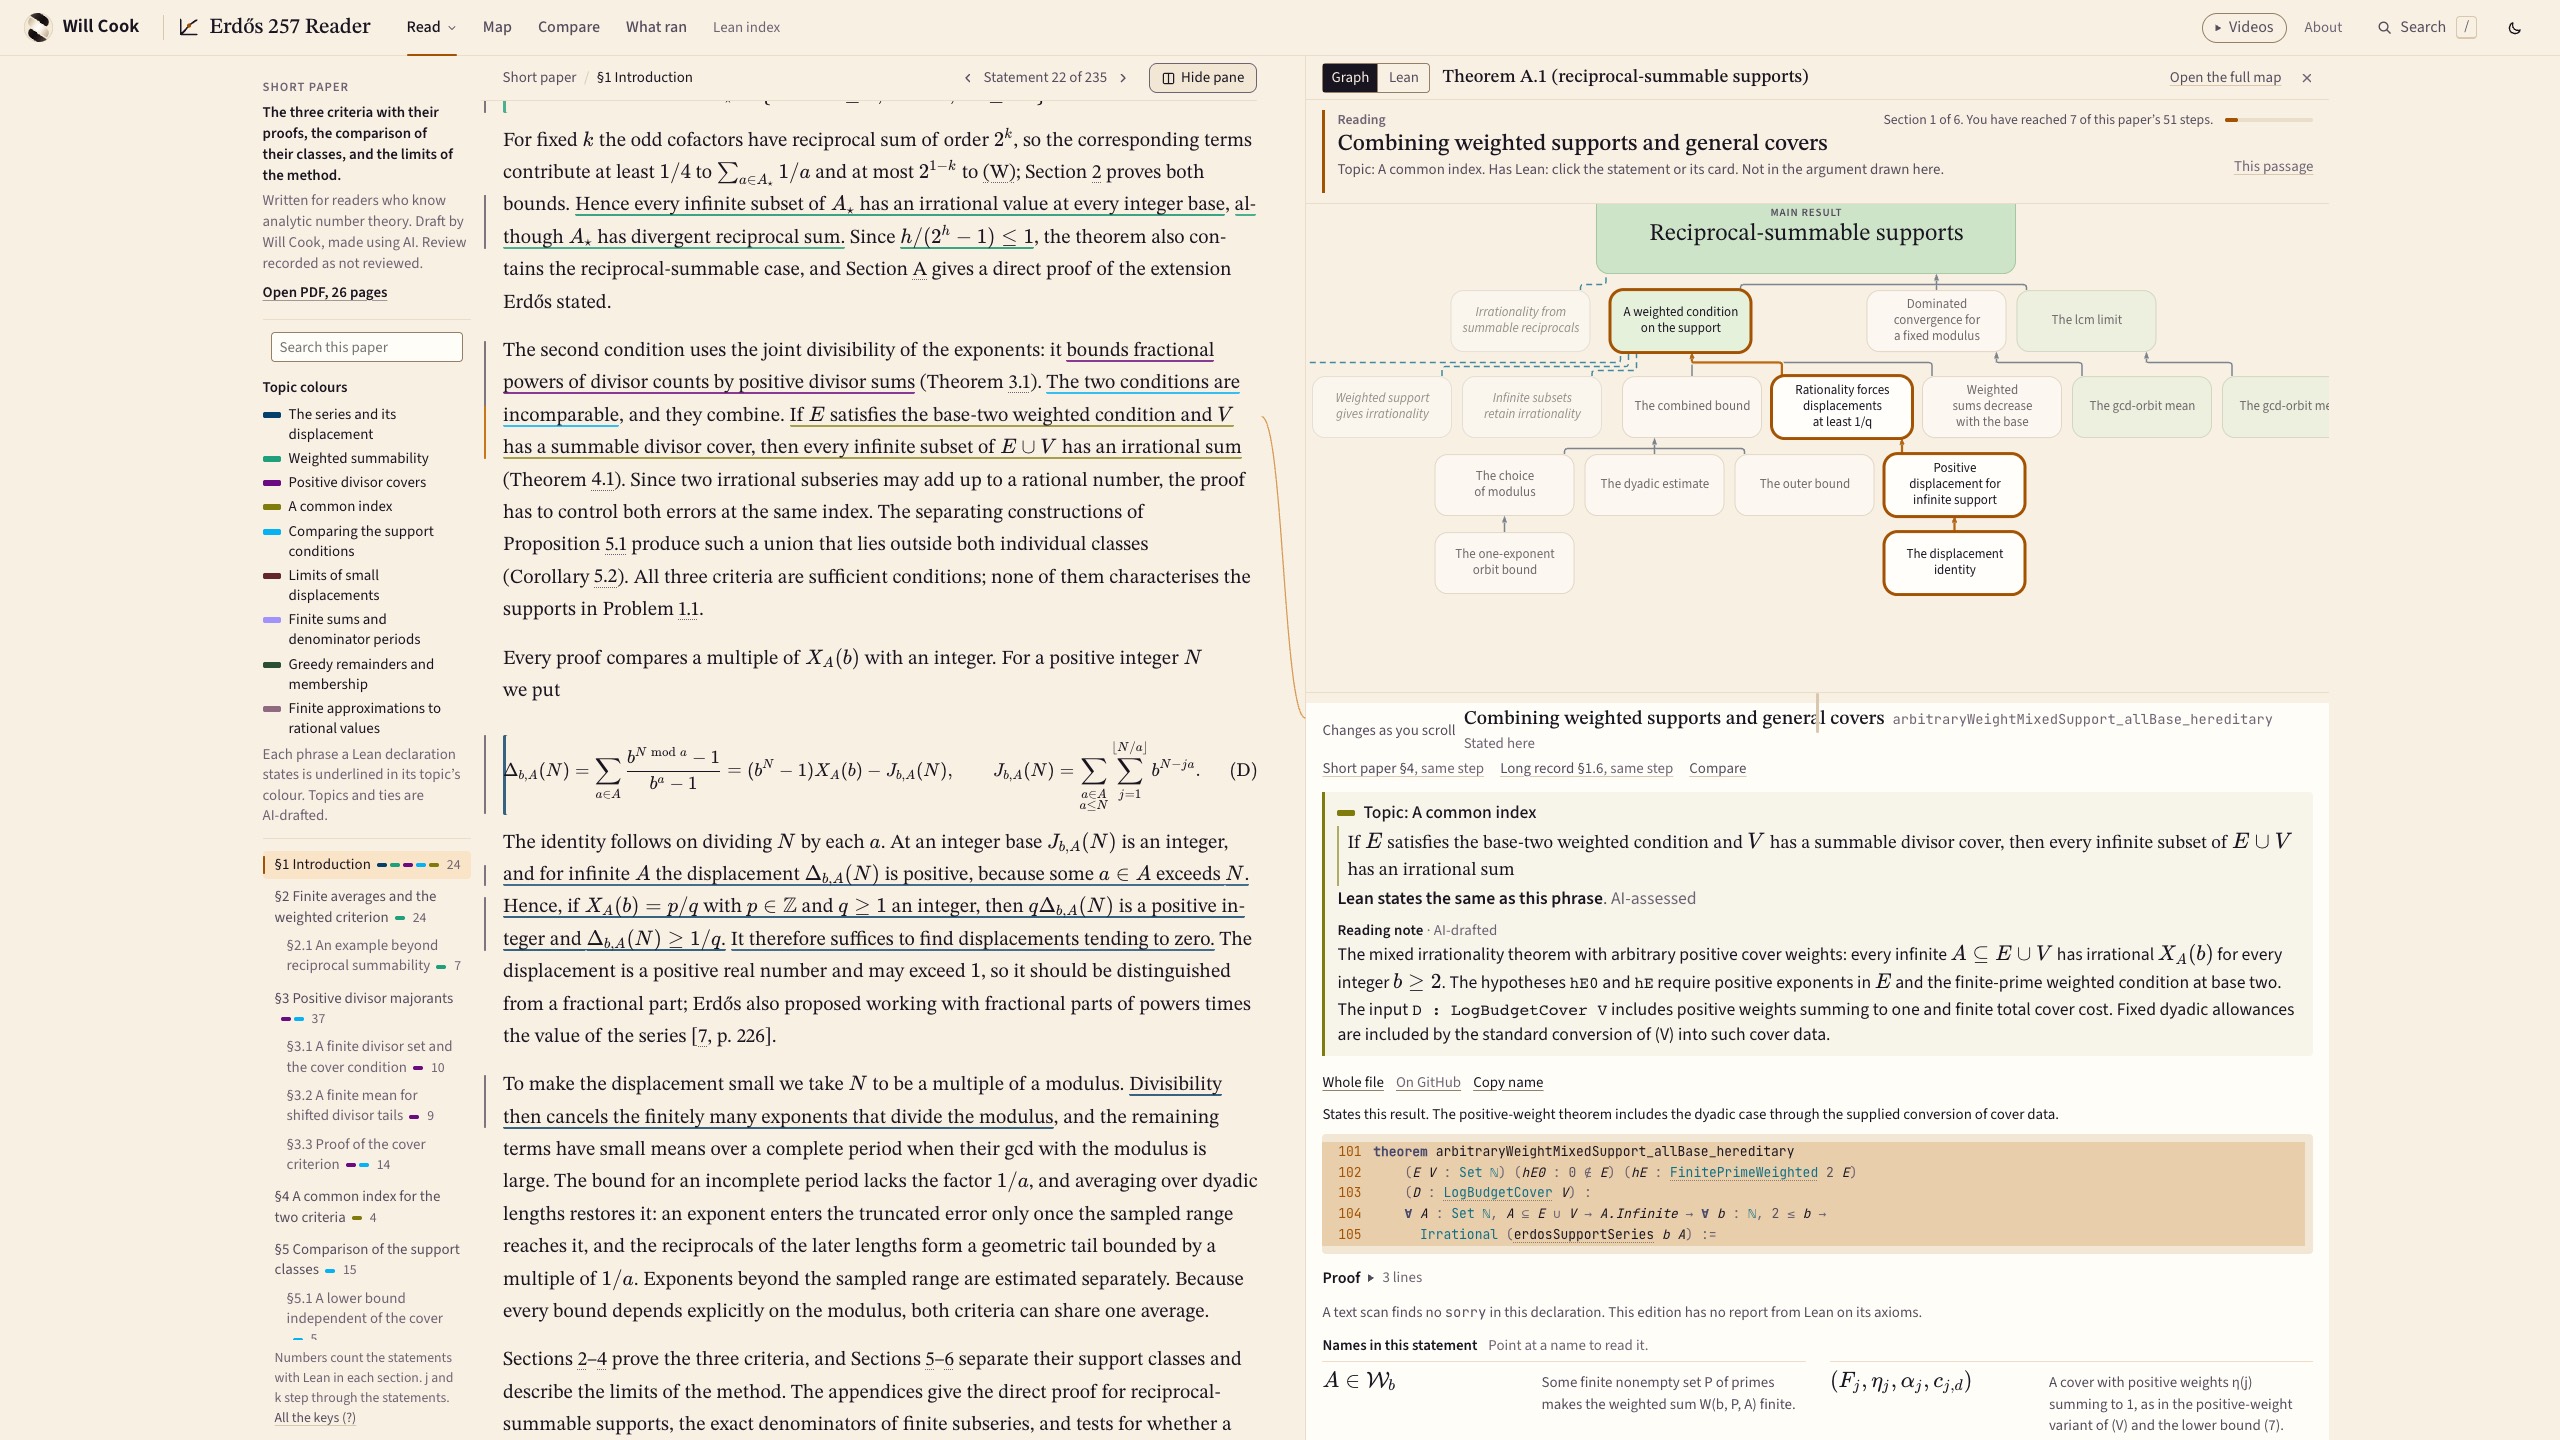 Will Cook
Erdős 257 Reader
Read
Map
Compare
What ran
Lean index
Videos
About
Search /
SHORT PAPER
The three criteria with their
proofs, the comparison of
their classes, and the limits of
the method.
Written for readers who know
analytic number theory. Draft by
Will Cook, made using AI. Review
recorded as not reviewed.
Open PDF, 26 pages
Search this paper
Topic colours
The series and its
displacement
Weighted summability
Positive divisor covers
A common index
Comparing the support
conditions
Limits of small
displacements
Finite sums and
denominator periods
Greedy remainders and
membership
Finite approximations to
rational values
Each phrase a Lean declaration
states is underlined in its topic's
colour. Topics and ties are
AI-drafted.
§1 Introduction 24
§2 Finite averages and the
weighted criterion 24
§2.1 An example beyond
reciprocal summability 7
§3 Positive divisor majorants
37
§3.1 A finite divisor set and
the cover condition 10
§3.2 A finite mean for
shifted divisor tails 9
§3.3 Proof of the cover
criterion 14
§4 A common index for the
two criteria 4
§5 Comparison of the support
classes 15
§5.1 A lower bound
independent of the cover
5
Numbers count the statements
with Lean in each section. j and
k step through the statements.
All the keys (?)
Short paper / §1 Introduction
Statement 22 of 235
Hide pane
For fixed k the odd cofactors have reciprocal sum of order 2^k, so the corresponding terms
contribute at least 1/4 to ∑_{a∈A⋆} 1/a and at most 2^{1−k} to (W); Section 2 proves both
bounds. Hence every infinite subset of A⋆ has an irrational value at every integer base, al-
though A⋆ has divergent reciprocal sum. Since h/(2^h − 1) ≤ 1, the theorem also con-
tains the reciprocal-summable case, and Section A gives a direct proof of the extension
Erdős stated.
The second condition uses the joint divisibility of the exponents: it bounds fractional
powers of divisor counts by positive divisor sums (Theorem 3.1). The two conditions are
incomparable, and they combine. If E satisfies the base-two weighted condition and V
has a summable divisor cover, then every infinite subset of E ∪ V has an irrational sum
(Theorem 4.1). Since two irrational subseries may add up to a rational number, the proof
has to control both errors at the same index. The separating constructions of
Proposition 5.1 produce such a union that lies outside both individual classes
(Corollary 5.2). All three criteria are sufficient conditions; none of them characterises the
supports in Problem 1.1.
Every proof compares a multiple of X_A(b) with an integer. For a positive integer N
we put
Δ_{b,A}(N) = ∑_{a∈A} (b^{N mod a} − 1)/(b^a − 1) = (b^N − 1)X_A(b) − J_{b,A}(N), J_{b,A}(N) = ∑_{a∈A, a≤N} ∑_{j=1}^{⌊N/a⌋} b^{N−ja}. (D)
The identity follows on dividing N by each a. At an integer base J_{b,A}(N) is an integer,
and for infinite A the displacement Δ_{b,A}(N) is positive, because some a ∈ A exceeds N.
Hence, if X_A(b) = p/q with p ∈ ℤ and q ≥ 1 an integer, then qΔ_{b,A}(N) is a positive in-
teger and Δ_{b,A}(N) ≥ 1/q. It therefore suffices to find displacements tending to zero. The
displacement is a positive real number and may exceed 1, so it should be distinguished
from a fractional part; Erdős also proposed working with fractional parts of powers times
the value of the series [7, p. 226].
To make the displacement small we take N to be a multiple of a modulus. Divisibility
then cancels the finitely many exponents that divide the modulus, and the remaining
terms have small means over a complete period when their gcd with the modulus is
large. The bound for an incomplete period lacks the factor 1/a, and averaging over dyadic
lengths restores it: an exponent enters the truncated error only once the sampled range
reaches it, and the reciprocals of the later lengths form a geometric tail bounded by a
multiple of 1/a. Exponents beyond the sampled range are estimated separately. Because
every bound depends explicitly on the modulus, both criteria can share one average.
Sections 2–4 prove the three criteria, and Sections 5–6 separate their support classes and
describe the limits of the method. The appendices give the direct proof for reciprocal-
summable supports, the exact denominators of finite subseries, and tests for whether a
Graph
Lean
Theorem A.1 (reciprocal-summable supports)
Open the full map ×
Reading
Section 1 of 6. You have reached 7 of this paper's 51 steps.
Combining weighted supports and general covers
Topic: A common index. Has Lean: click the statement or its card. Not in the argument drawn here.
This passage
MAIN RESULT
Reciprocal-summable supports
Irrationality from
summable reciprocals
A weighted condition
on the support
Dominated
convergence for
a fixed modulus
The lcm limit
Weighted support
gives irrationality
Infinite subsets
retain irrationality
The combined bound
Rationality forces
displacements
at least 1/q
Weighted
sums decrease
with the base
The gcd-orbit mean
The gcd-orbit me
The choice
of modulus
The dyadic estimate
The outer bound
Positive
displacement for
infinite support
The one-exponent
orbit bound
The displacement
identity
Changes as you scroll
Combining weighted supports and general covers arbitraryWeightMixedSupport_allBase_hereditary
Stated here
Short paper §4, same step
Long record §1.6, same step
Compare
Topic: A common index
If E satisfies the base-two weighted condition and V has a summable divisor cover, then every infinite subset of E ∪ V
has an irrational sum
Lean states the same as this phrase. AI-assessed
Reading note · AI-drafted
The mixed irrationality theorem with arbitrary positive cover weights: every infinite A ⊆ E ∪ V has irrational X_A(b) for every
integer b ≥ 2. The hypotheses hE0 and hE require positive exponents in E and the finite-prime weighted condition at base two.
The input D : LogBudgetCover V includes positive weights summing to one and finite total cover cost. Fixed dyadic allowances
are included by the standard conversion of (V) into such cover data.
Whole file
On GitHub
Copy name
States this result. The positive-weight theorem includes the dyadic case through the supplied conversion of cover data.
101 theorem arbitraryWeightMixedSupport_allBase_hereditary
102 (E V : Set ℕ) (hE0 : 0 ∉ E) (hE : FinitePrimeWeighted 2 E)
103 (D : LogBudgetCover V) :
104 ∀ A : Set ℕ, A ⊆ E ∪ V → A.Infinite → ∀ b : ℕ, 2 ≤ b →
105 Irrational (erdosSupportSeries b A) :=
Proof ▸ 3 lines
A text scan finds no sorry in this declaration. This edition has no report from Lean on its axioms.
Names in this statement Point at a name to read it.
A ∈ 𝒲_b
Some finite nonempty set P of primes
makes the weighted sum W(b, P, A) finite.
(F_j, η_j, α_j, c_{j,d})
A cover with positive weights η(j)
summing to 1, as in the positive-weight
variant of (V) and the lower bound (7).